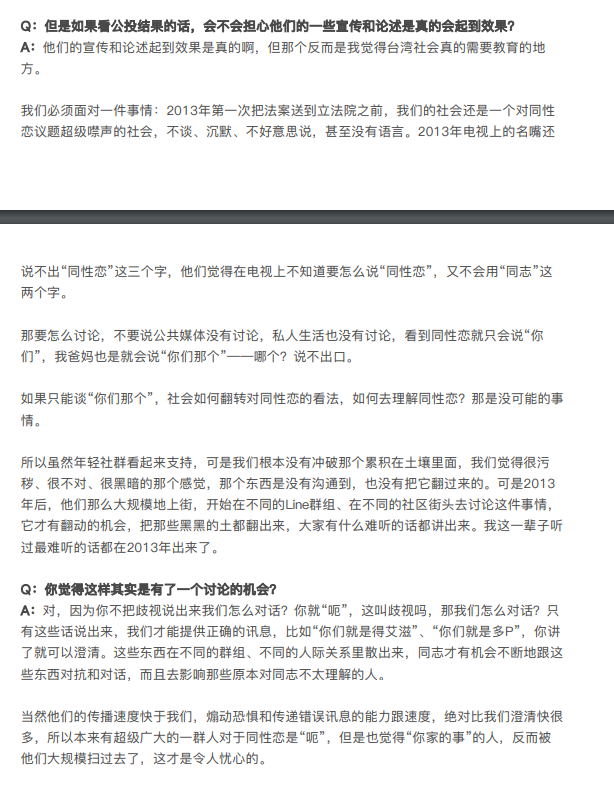 Q：但是如果看公投结果的话，会不会担心他们的一些宣传和论述是真的会起到效果？
A：他们的宣传和论述起到效果是真的啊，但那个反而是我觉得台湾社会真的需要教育的地
方。
我们必须面对一件事情：2013年第一次把法案送到立法院之前，我们的社会还是一个对同性
恋议题超级噤声的社会，不谈、沉默、不好意思说，甚至没有语言。2013年电视上的名嘴还
说不出“同性恋”这三个字，他们觉得在电视上不知道要怎么说“同性恋”，又不会用“同志”这
两个字。
那要怎么讨论，不要说公共媒体没有讨论，私人生活也没有讨论，看到同性恋就只会说“你
们”，我爸妈也是就会说“你们那个”——哪个？说不出口。
如果只能谈“你们那个”，社会如何翻转对同性恋的看法，如何去理解同性恋？那是没可能的事
情。
所以虽然年轻社群看起来支持，可是我们根本没有冲破那个累积在土壤里面，我们觉得很污
秽、很不对、很黑暗的那个感觉，那个东西是没有沟通到，也没有把它翻过来的。可是2013
年后，他们那么大规模地上街，开始在不同的Line群组、在不同的社区街头去讨论这件事情，
它才有翻动的机会，把那些黑黑的土都翻出来，大家有什么难听的话都讲出来。我这一辈子听
过最难听的话都在2013年出来了。
Q：你觉得这样其实是有了一个讨论的机会？
A：对，因为你不把歧视说出来我们怎么对话？你就“呃”，这叫歧视吗，那我们怎么对话？只
有这些话说出来，我们才能提供正确的讯息，比如“你们就是得艾滋”、“你们就是多P”，你讲
了就可以澄清。这些东西在不同的群组、不同的人际关系里散出来，同志才有机会不断地跟这
些东西对抗和对话，而且去影响那些原本对同志不太理解的人。
当然他们的传播速度快于我们，煽动恐惧和传递错误讯息的能力跟速度，绝对比我们澄清快很
多，所以本来有超级广大的一群人对于同性恋是“呃”，但是也觉得“你家的事”的人，反而被
他们大规模扫过去了，这才是令人忧心的。